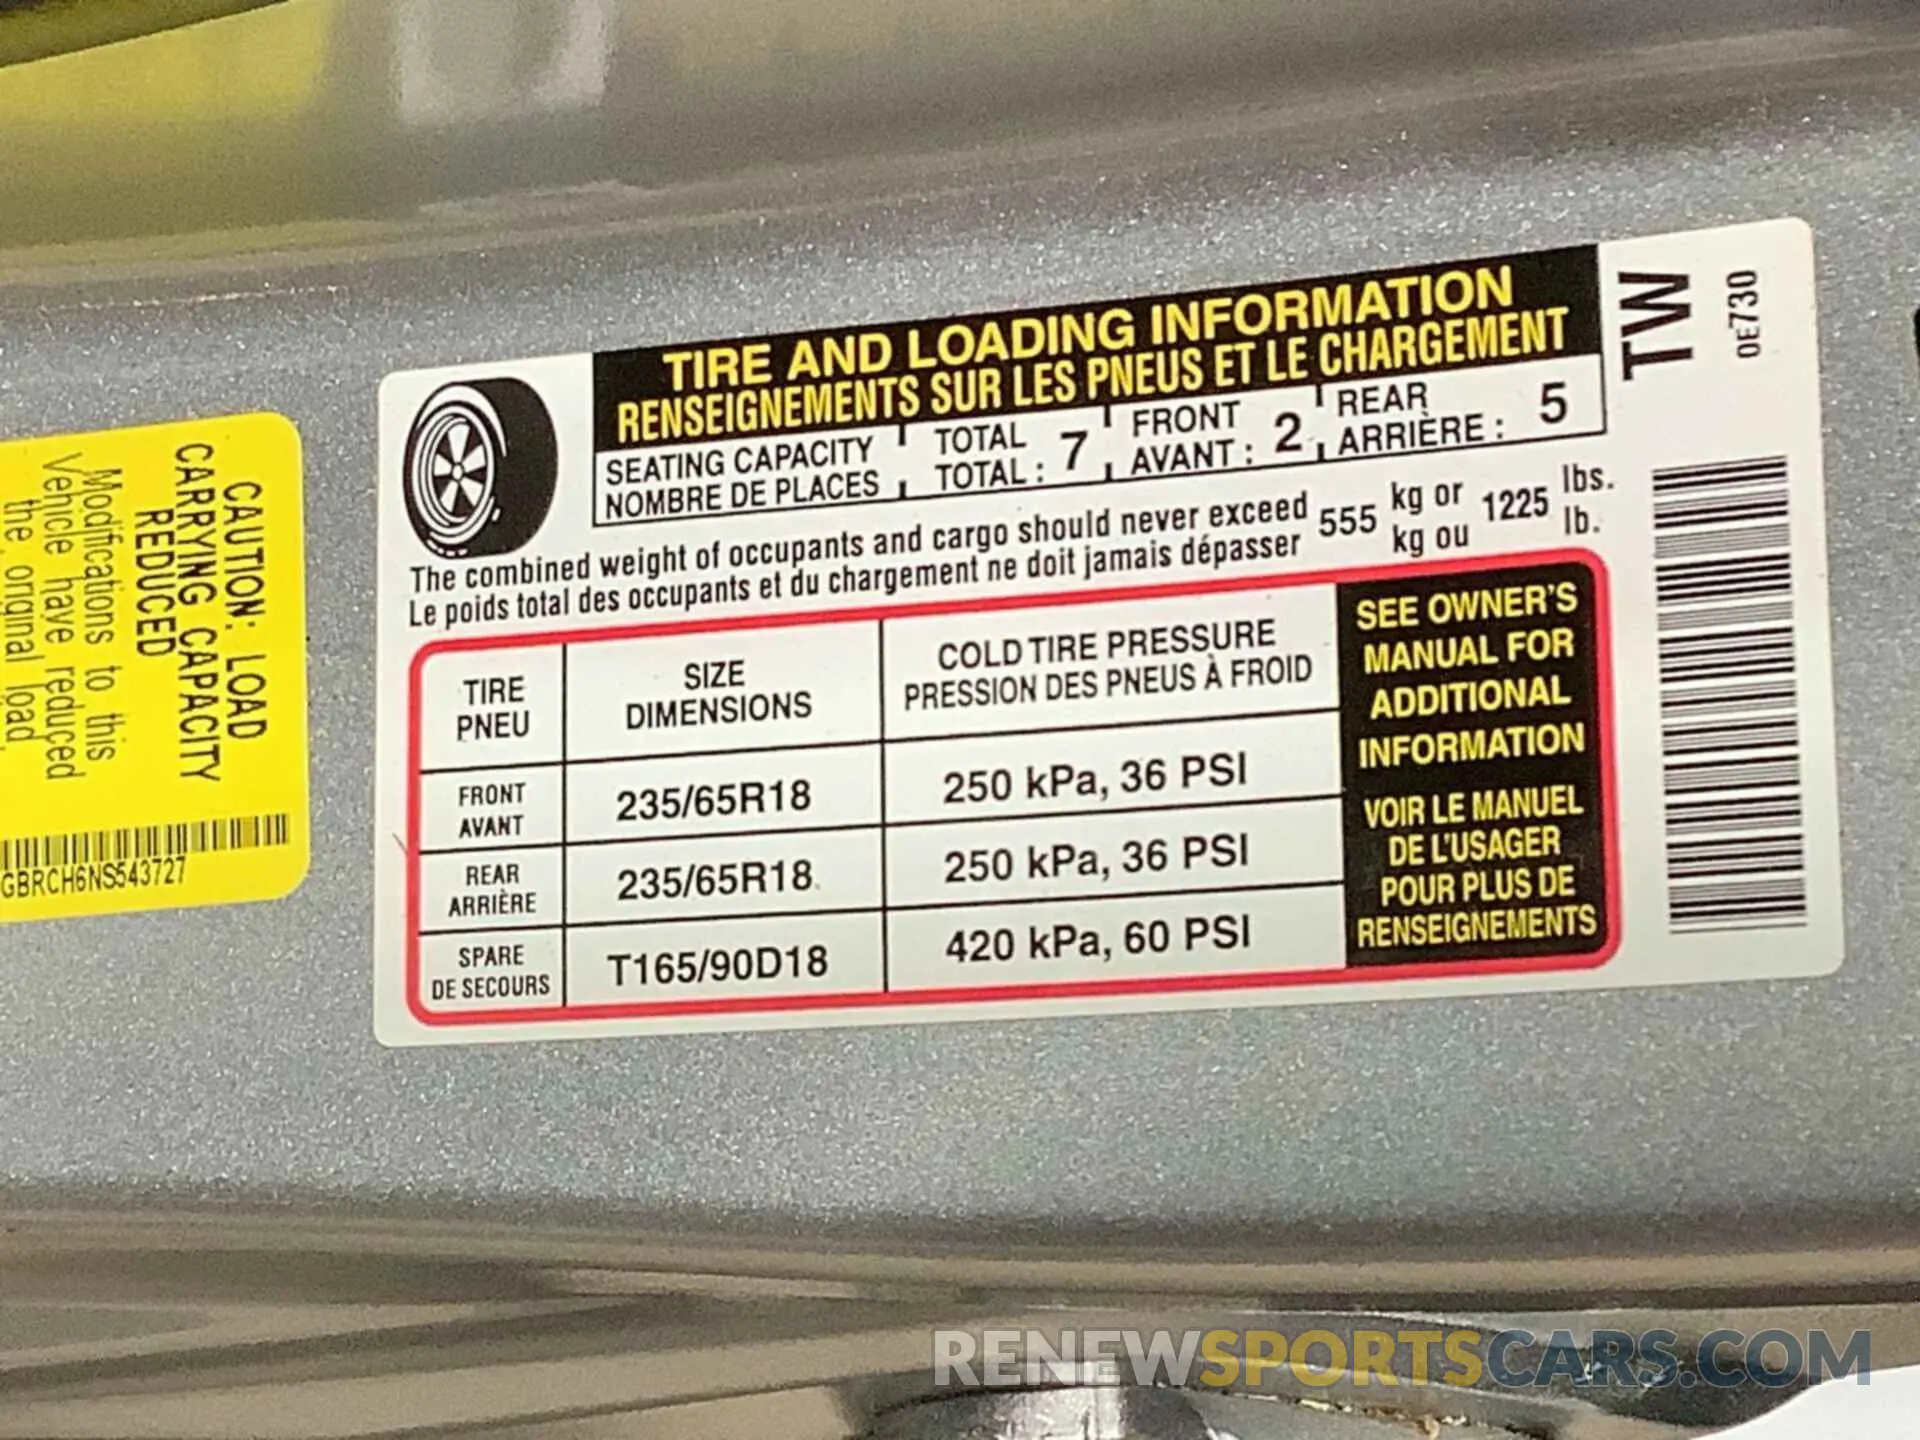 CAUTION: LOAD
CARRYING CAPACITY
REDUCED
Modifications to this
Vehicle have reduced
the original load
GBRCH6NS543727
TIRE AND LOADING INFORMATION
RENSEIGNEMENTS SUR LES PNEUS ET LE CHARGEMENT
SEATING CAPACITY TOTAL FRONT REAR
NOMBRE DE PLACES TOTAL : 7 AVANT : 2 ARRIÈRE : 5
The combined weight of occupants and cargo should never exceed 555 kg or 1225 lbs.
Le poids total des occupants et du chargement ne doit jamais dépasser kg ou lb.
TIRE SIZE COLD TIRE PRESSURE
PNEU DIMENSIONS PRESSION DES PNEUS À FROID
FRONT
AVANT 235/65R18 250 kPa, 36 PSI
REAR
ARRIÈRE 235/65R18 250 kPa, 36 PSI
SPARE
DE SECOURS T165/90D18 420 kPa, 60 PSI
SEE OWNER'S
MANUAL FOR
ADDITIONAL
INFORMATION
VOIR LE MANUEL
DE L'USAGER
POUR PLUS DE
RENSEIGNEMENTS
TW
0E730
RENEWSPORTSCARS.COM